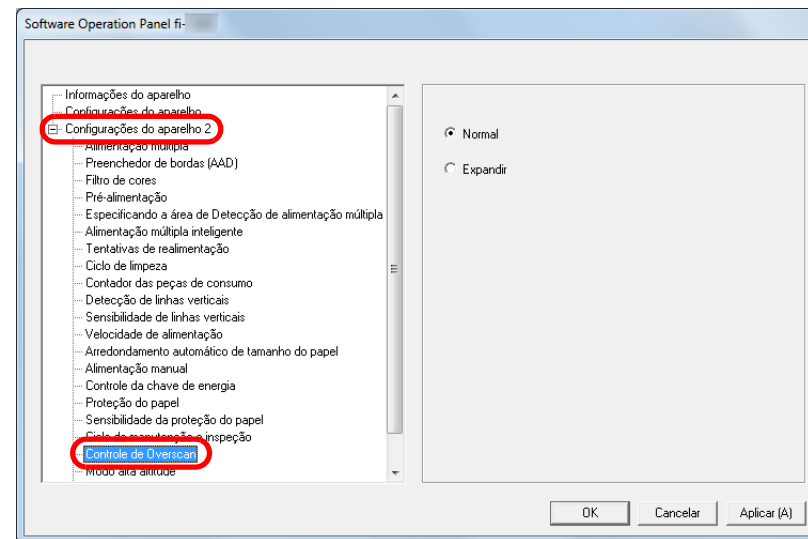 Software Operation Panel fi-
Informações do aparelho
Configurações do aparelho
Configurações do aparelho 2
Alimentação múltipla
Preenchedor de bordas (AAD)
Filtro de cores
Pré-alimentação
Especificando a área de Detecção de alimentação múltipla
Alimentação múltipla inteligente
Tentativas de realimentação
Ciclo de limpeza
Contador das peças de consumo
Detecção de linhas verticais
Sensibilidade de linhas verticais
Velocidade de alimentação
Arredondamento automático de tamanho do papel
Alimentação manual
Controle da chave de energia
Proteção do papel
Sensibilidade da proteção do papel
Ciclo de manutenção e inspeção
Controle de Overscan
Modo alta altitude
Normal
Expandir
OK
Cancelar
Aplicar (A)